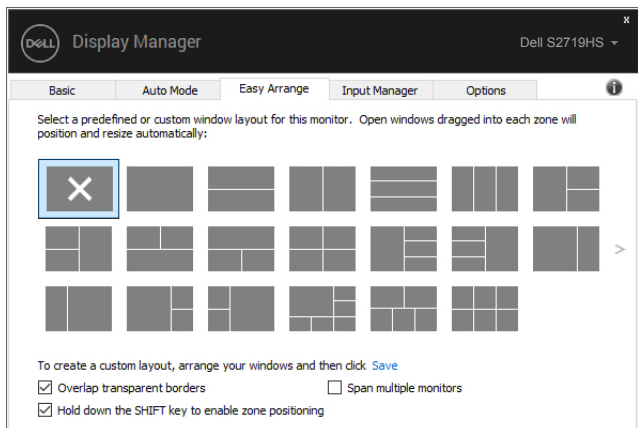 x
DELL Display Manager
Dell S2719HS
Basic Auto Mode Easy Arrange Input Manager Options
Select a predefined or custom window layout for this monitor. Open windows dragged into each zone will
position and resize automatically:
To create a custom layout, arrange your windows and then click Save
Overlap transparent borders Span multiple monitors
Hold down the SHIFT key to enable zone positioning